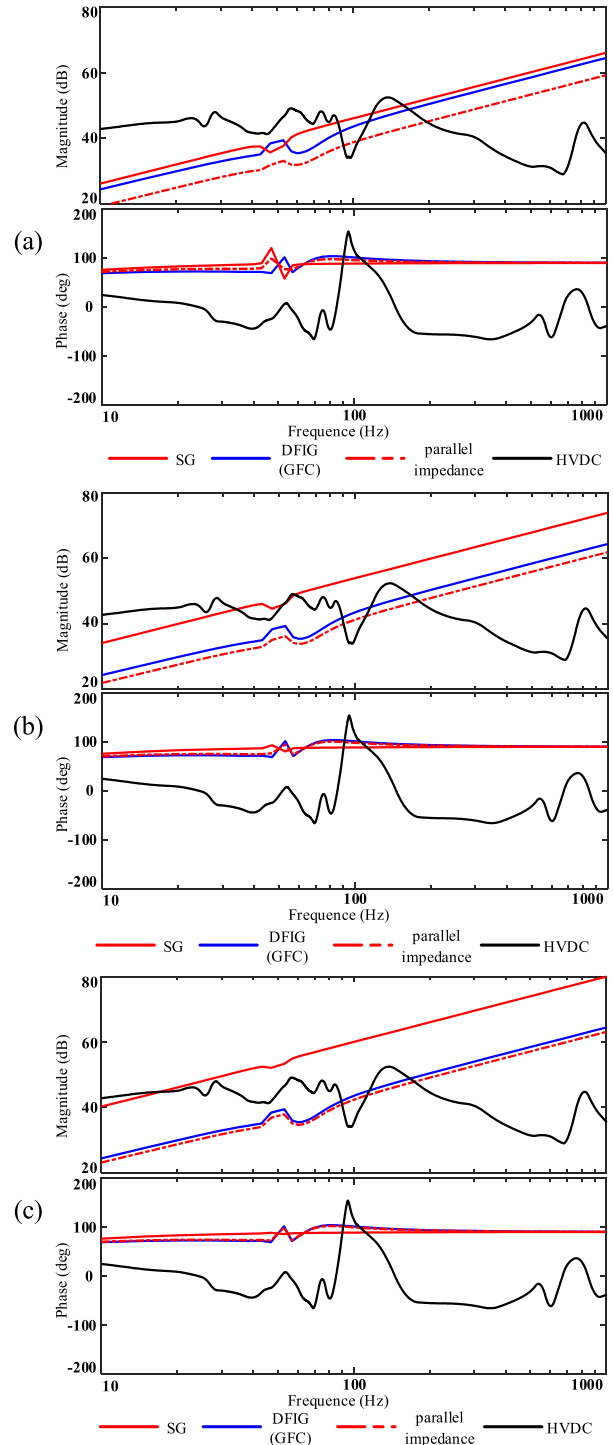 80
60
40
20
Magnitude (dB)
(a)
200
100
0
-100
-200
Phase (deg)
10
100
1000
Frequence (Hz)
SG
DFIG
(GFC)
parallel
impedance
HVDC
80
60
40
20
Magnitude (dB)
(b)
200
100
0
-100
-200
Phase (deg)
10
100
1000
Frequence (Hz)
SG
DFIG
(GFC)
parallel
impedance
HVDC
80
60
40
20
Magnitude (dB)
(c)
200
100
0
-100
-200
Phase (deg)
10
100
1000
Frequence (Hz)
SG
DFIG
(GFC)
parallel
impedance
HVDC